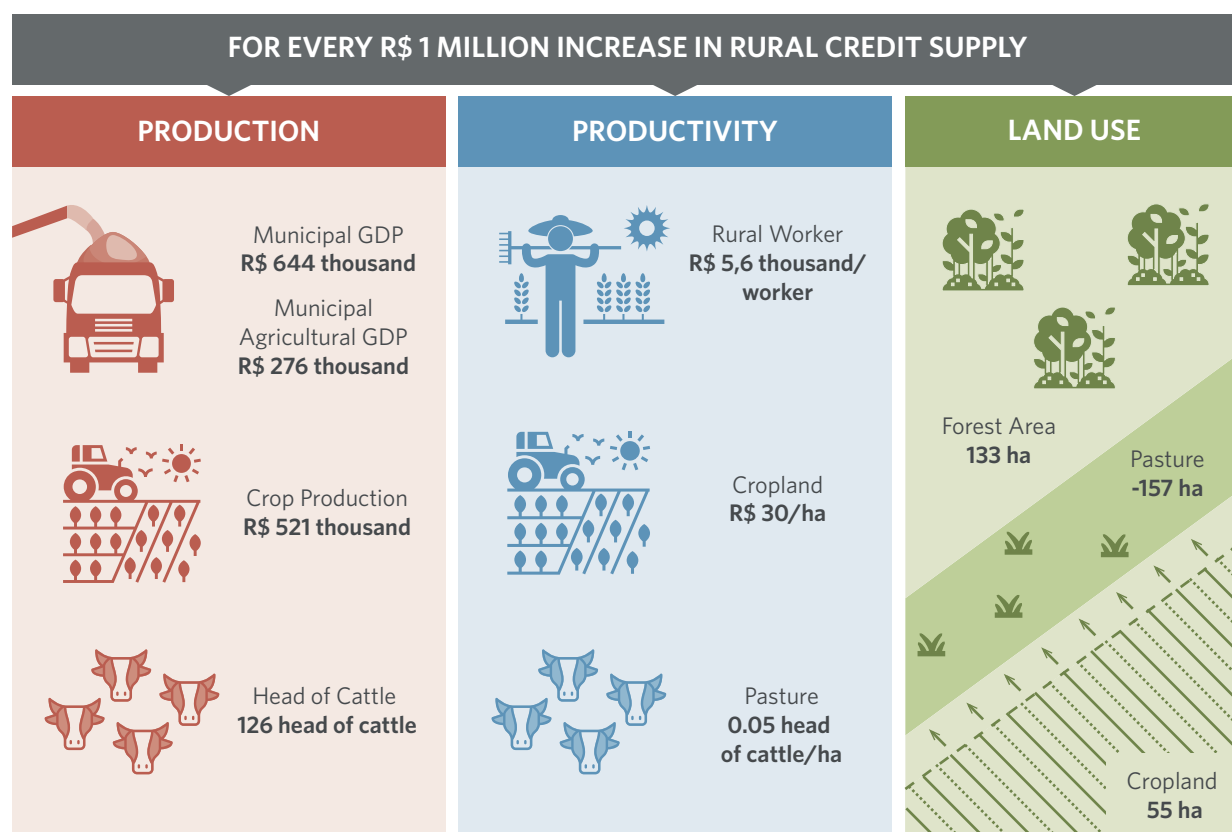 FOR EVERY R$ 1 MILLION INCREASE IN RURAL CREDIT SUPPLY
PRODUCTION
Municipal GDP
R$ 644 thousand
Municipal
Agricultural GDP
R$ 276 thousand
Crop Production
R$ 521 thousand
Head of Cattle
126 head of cattle
PRODUCTIVITY
Rural Worker
R$ 5,6 thousand/
worker
Cropland
R$ 30/ha
Pasture
0.05 head
of cattle/ha
LAND USE
Forest Area
133 ha
Pasture
-157 ha
Cropland
55 ha